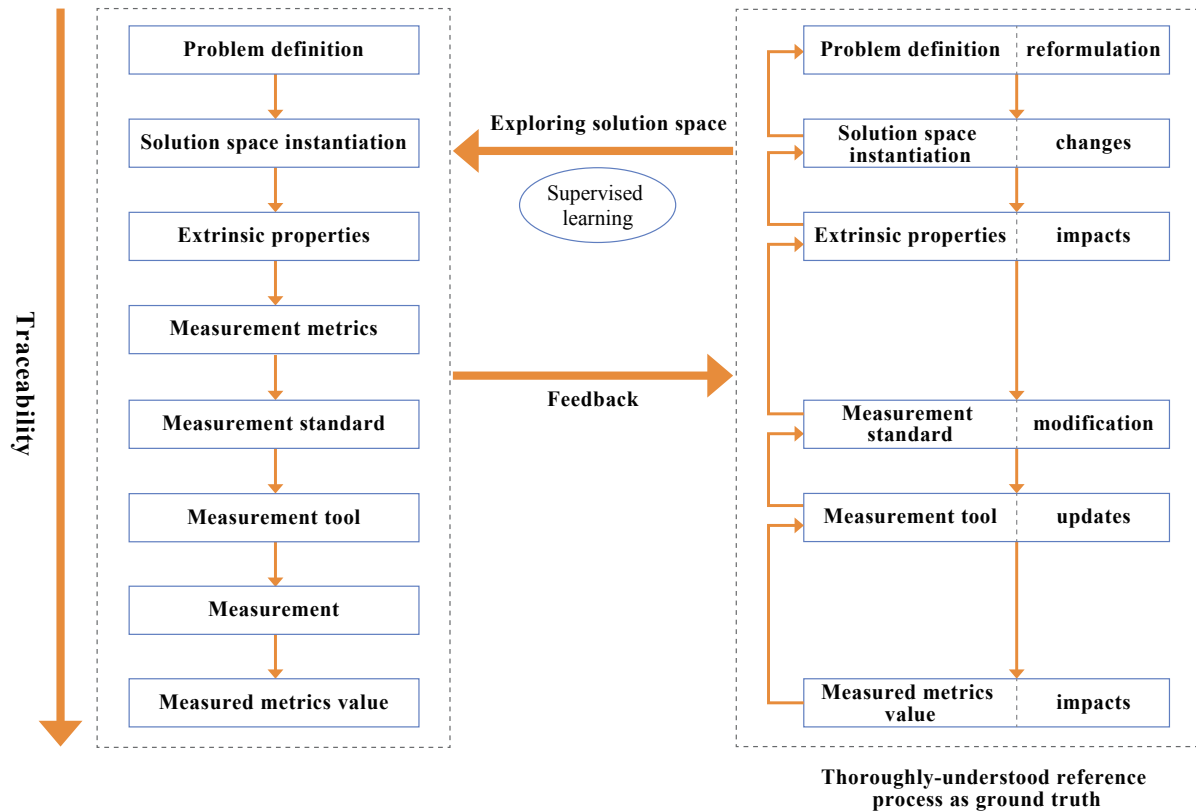 Traceability
Problem definition
Solution space instantiation
Extrinsic properties
Measurement metrics
Measurement standard
Measurement tool
Measurement
Measured metrics value
Exploring solution space
Supervised
learning
Feedback
Problem definition reformulation
Solution space
instantiation
changes
Extrinsic properties impacts
Measurement
standard
modification
Measurement tool updates
Measured metrics
value
impacts
Thoroughly-understood reference
process as ground truth